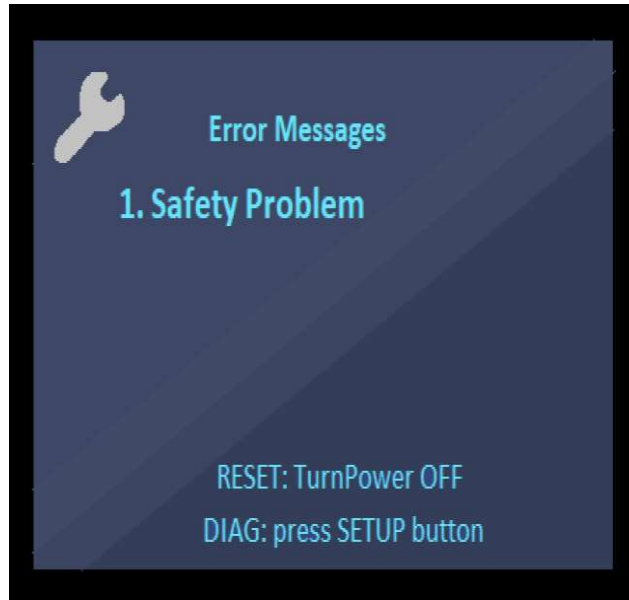 Error Messages
1. Safety Problem
RESET: TurnPower OFF
DIAG: press SETUP button